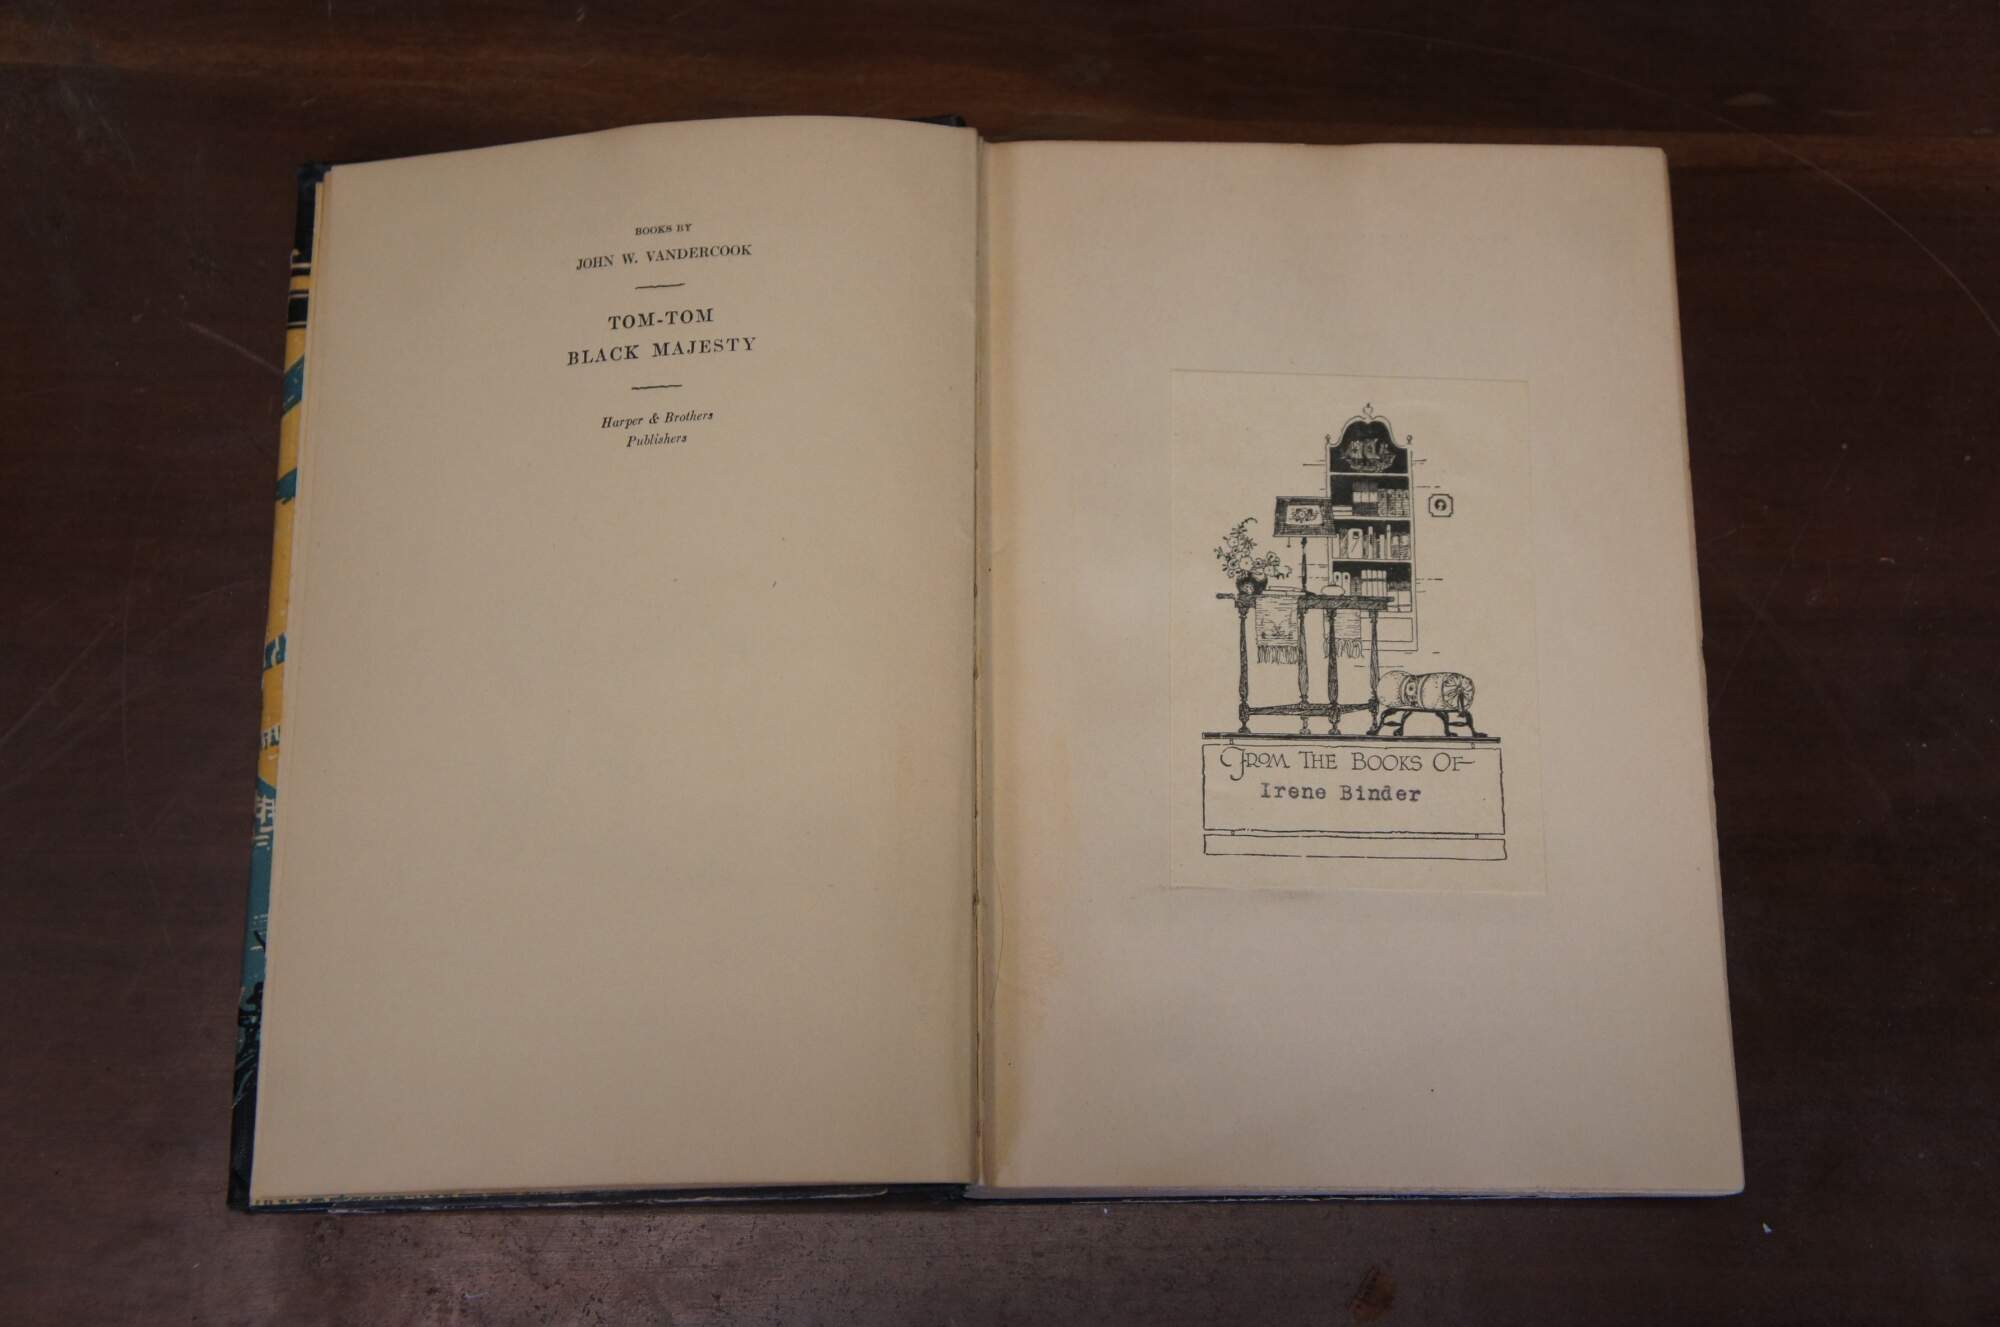 BOOKS BY
JOHN W. VANDERCOOK
TOM-TOM
BLACK MAJESTY
Harper & Brothers
Publishers
FROM THE BOOKS OF
Irene Binder